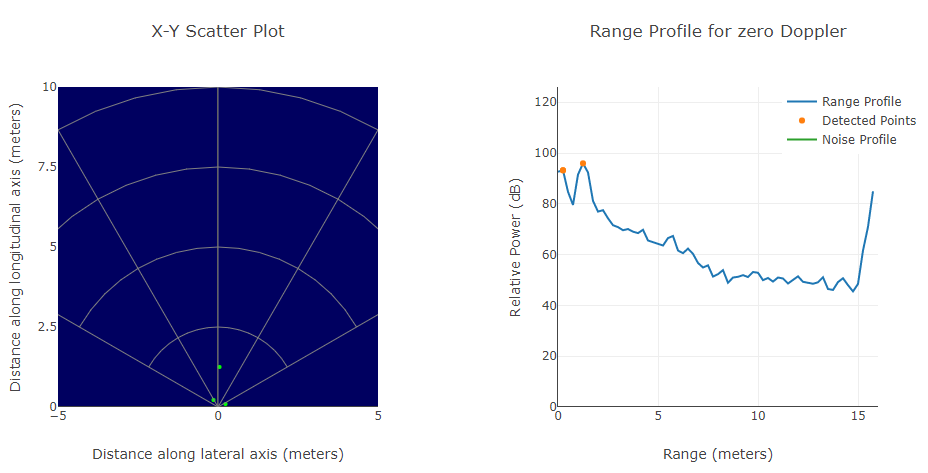 X-Y Scatter Plot
Distance along longitudinal axis (meters)
10
7.5
5
2.5
0
−5
0
5
Distance along lateral axis (meters)
Range Profile for zero Doppler
Relative Power (dB)
120
100
80
60
40
20
0
0
5
10
15
Range (meters)
Range Profile
Detected Points
Noise Profile